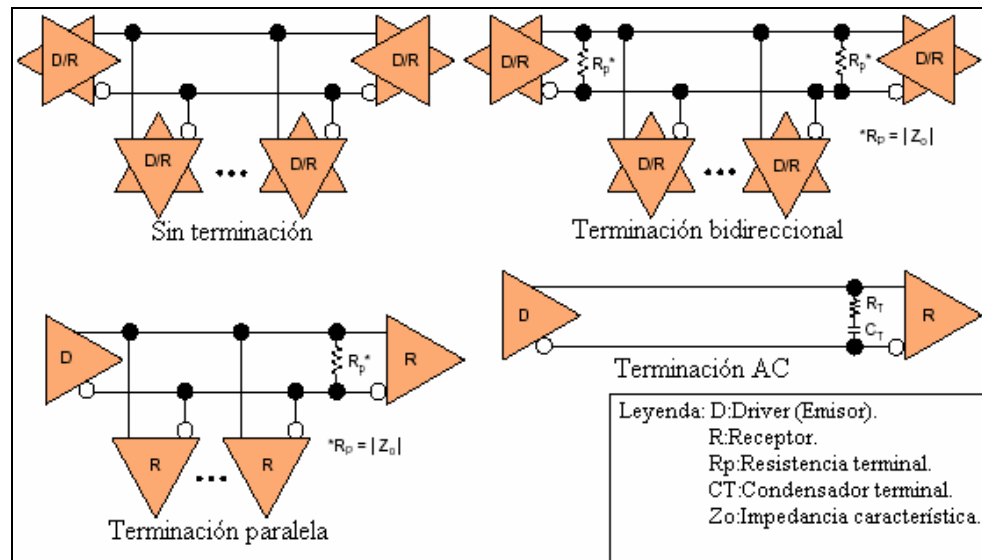 D/R
D/R
D/R
D/R
...
Sin terminación
D/R
Rp*
Rp*
D/R
D/R
D/R
...
*Rp = |Zo|
Terminación bidireccional
D
Rp*
R
R
R
...
*Rp = |Zo|
Terminación paralela
D
RT
CT
R
Terminación AC
Leyenda: D:Driver (Emisor).
R:Receptor.
Rp:Resistencia terminal.
CT:Condensador terminal.
Zo:Impedancia característica.